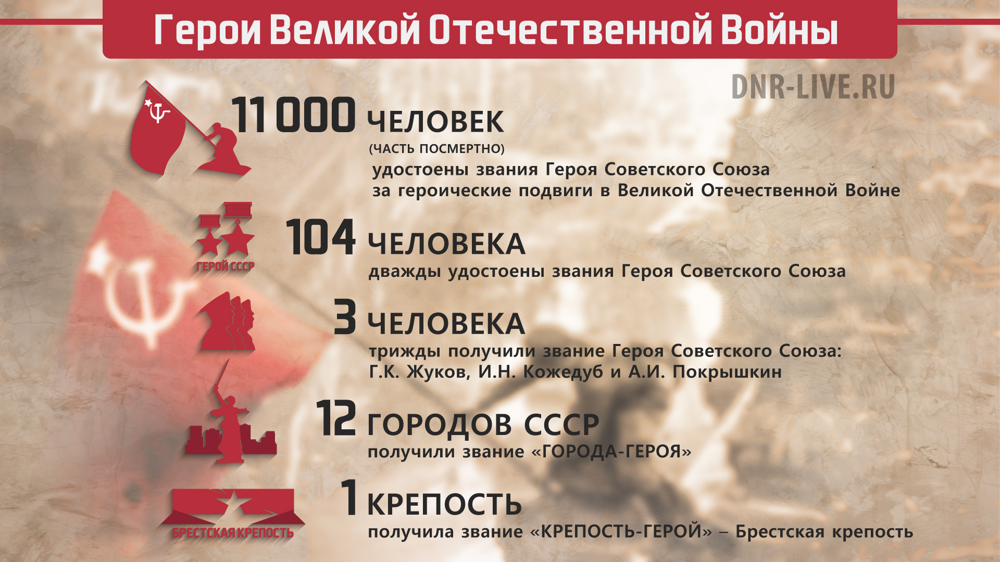 Герои Великой Отечественной Войны
DNR-LIVE.RU
11 000 ЧЕЛОВЕК
(ЧАСТЬ ПОСМЕРТНО)
удостоены звания Героя Советского Союза
за героические подвиги в Великой Отечественной Войне
104 ЧЕЛОВЕКА
ГЕРОЙ СССР
дважды удостоены звания Героя Советского Союза
3 ЧЕЛОВЕКА
трижды получили звание Героя Советского Союза:
Г.К. Жуков, И.Н. Кожедуб и А.И. Покрышкин
12 ГОРОДОВ СССР
получили звание «ГОРОДА-ГЕРОЯ»
1 КРЕПОСТЬ
БРЕСТСКАЯ КРЕПОСТЬ
получила звание «КРЕПОСТЬ-ГЕРОЙ» – Брестская крепость